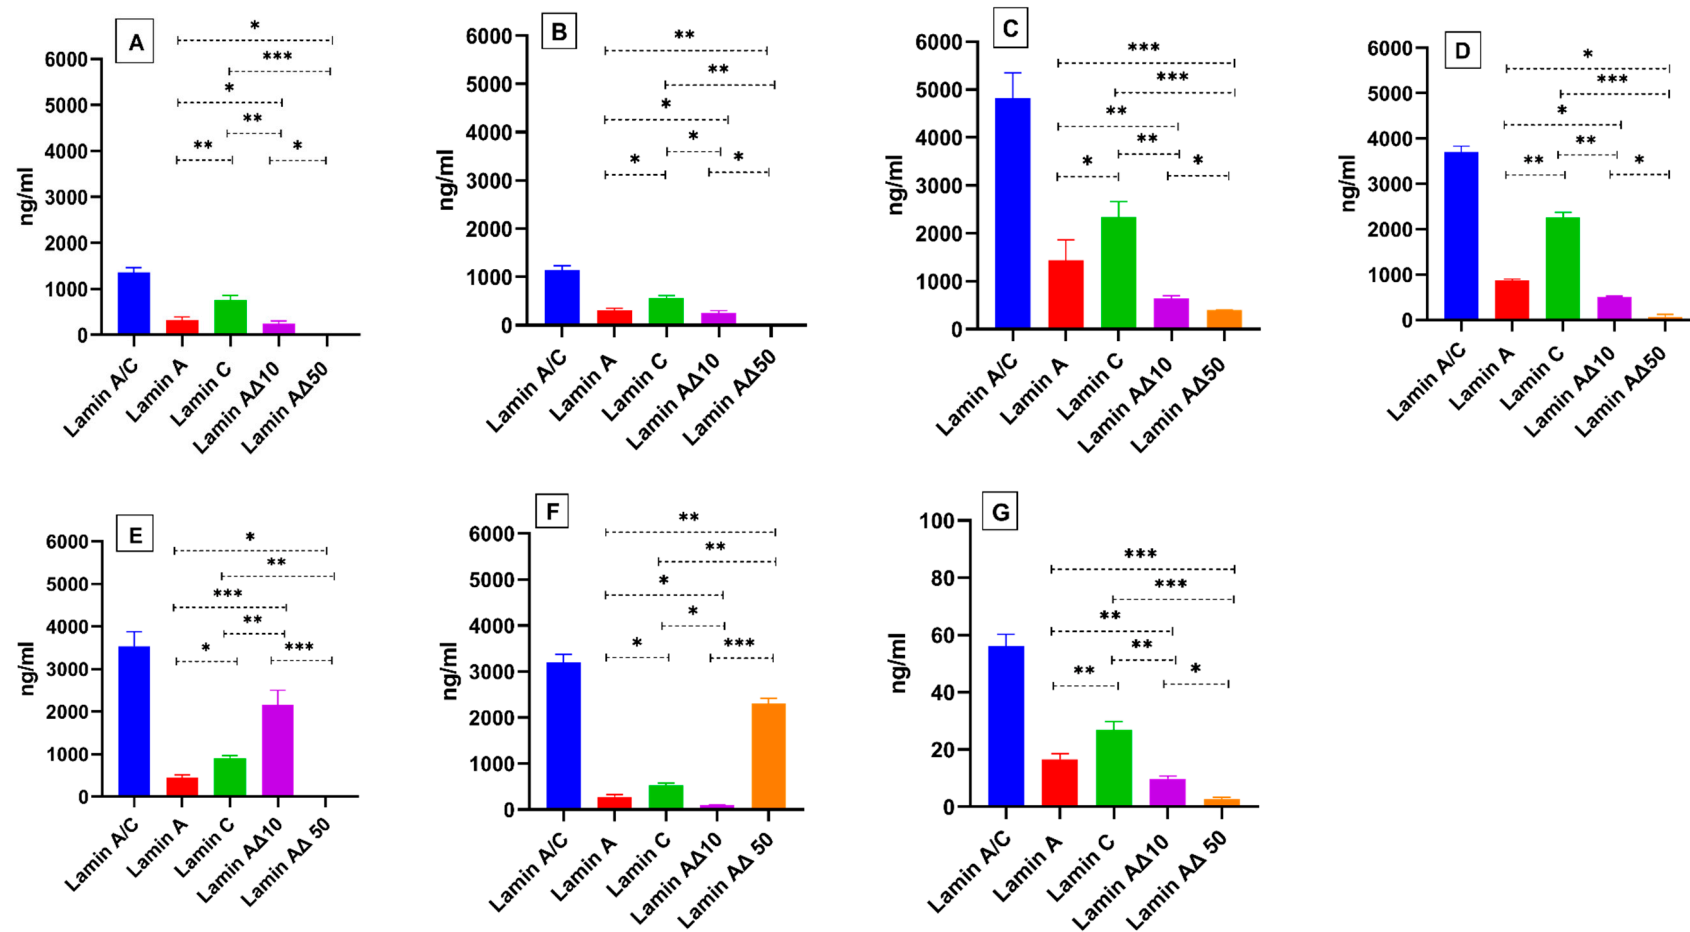 A
*
***
*
**
**
*
6000
5000
4000
3000
2000
1000
0
ng/ml
Lamin A/C
Lamin A
Lamin C
Lamin AΔ10
Lamin AΔ50
B
**
**
*
*
*
*
6000
5000
4000
3000
2000
1000
0
ng/ml
Lamin A/C
Lamin A
Lamin C
Lamin AΔ10
Lamin AΔ50
C
***
***
**
**
*
*
6000
5000
4000
3000
2000
1000
0
ng/ml
Lamin A/C
Lamin A
Lamin C
Lamin AΔ10
Lamin AΔ50
D
*
***
*
**
**
*
6000
5000
4000
3000
2000
1000
0
ng/ml
Lamin A/C
Lamin A
Lamin C
Lamin AΔ10
Lamin AΔ50
E
*
**
***
**
*
***
6000
5000
4000
3000
2000
1000
0
ng/ml
Lamin A/C
Lamin A
Lamin C
Lamin AΔ10
Lamin AΔ 50
F
**
**
*
*
*
***
6000
5000
4000
3000
2000
1000
0
ng/ml
Lamin A/C
Lamin A
Lamin C
Lamin AΔ10
Lamin AΔ 50
G
***
***
**
**
**
*
100
80
60
40
20
0
ng/ml
Lamin A/C
Lamin A
Lamin C
Lamin AΔ10
Lamin AΔ 50